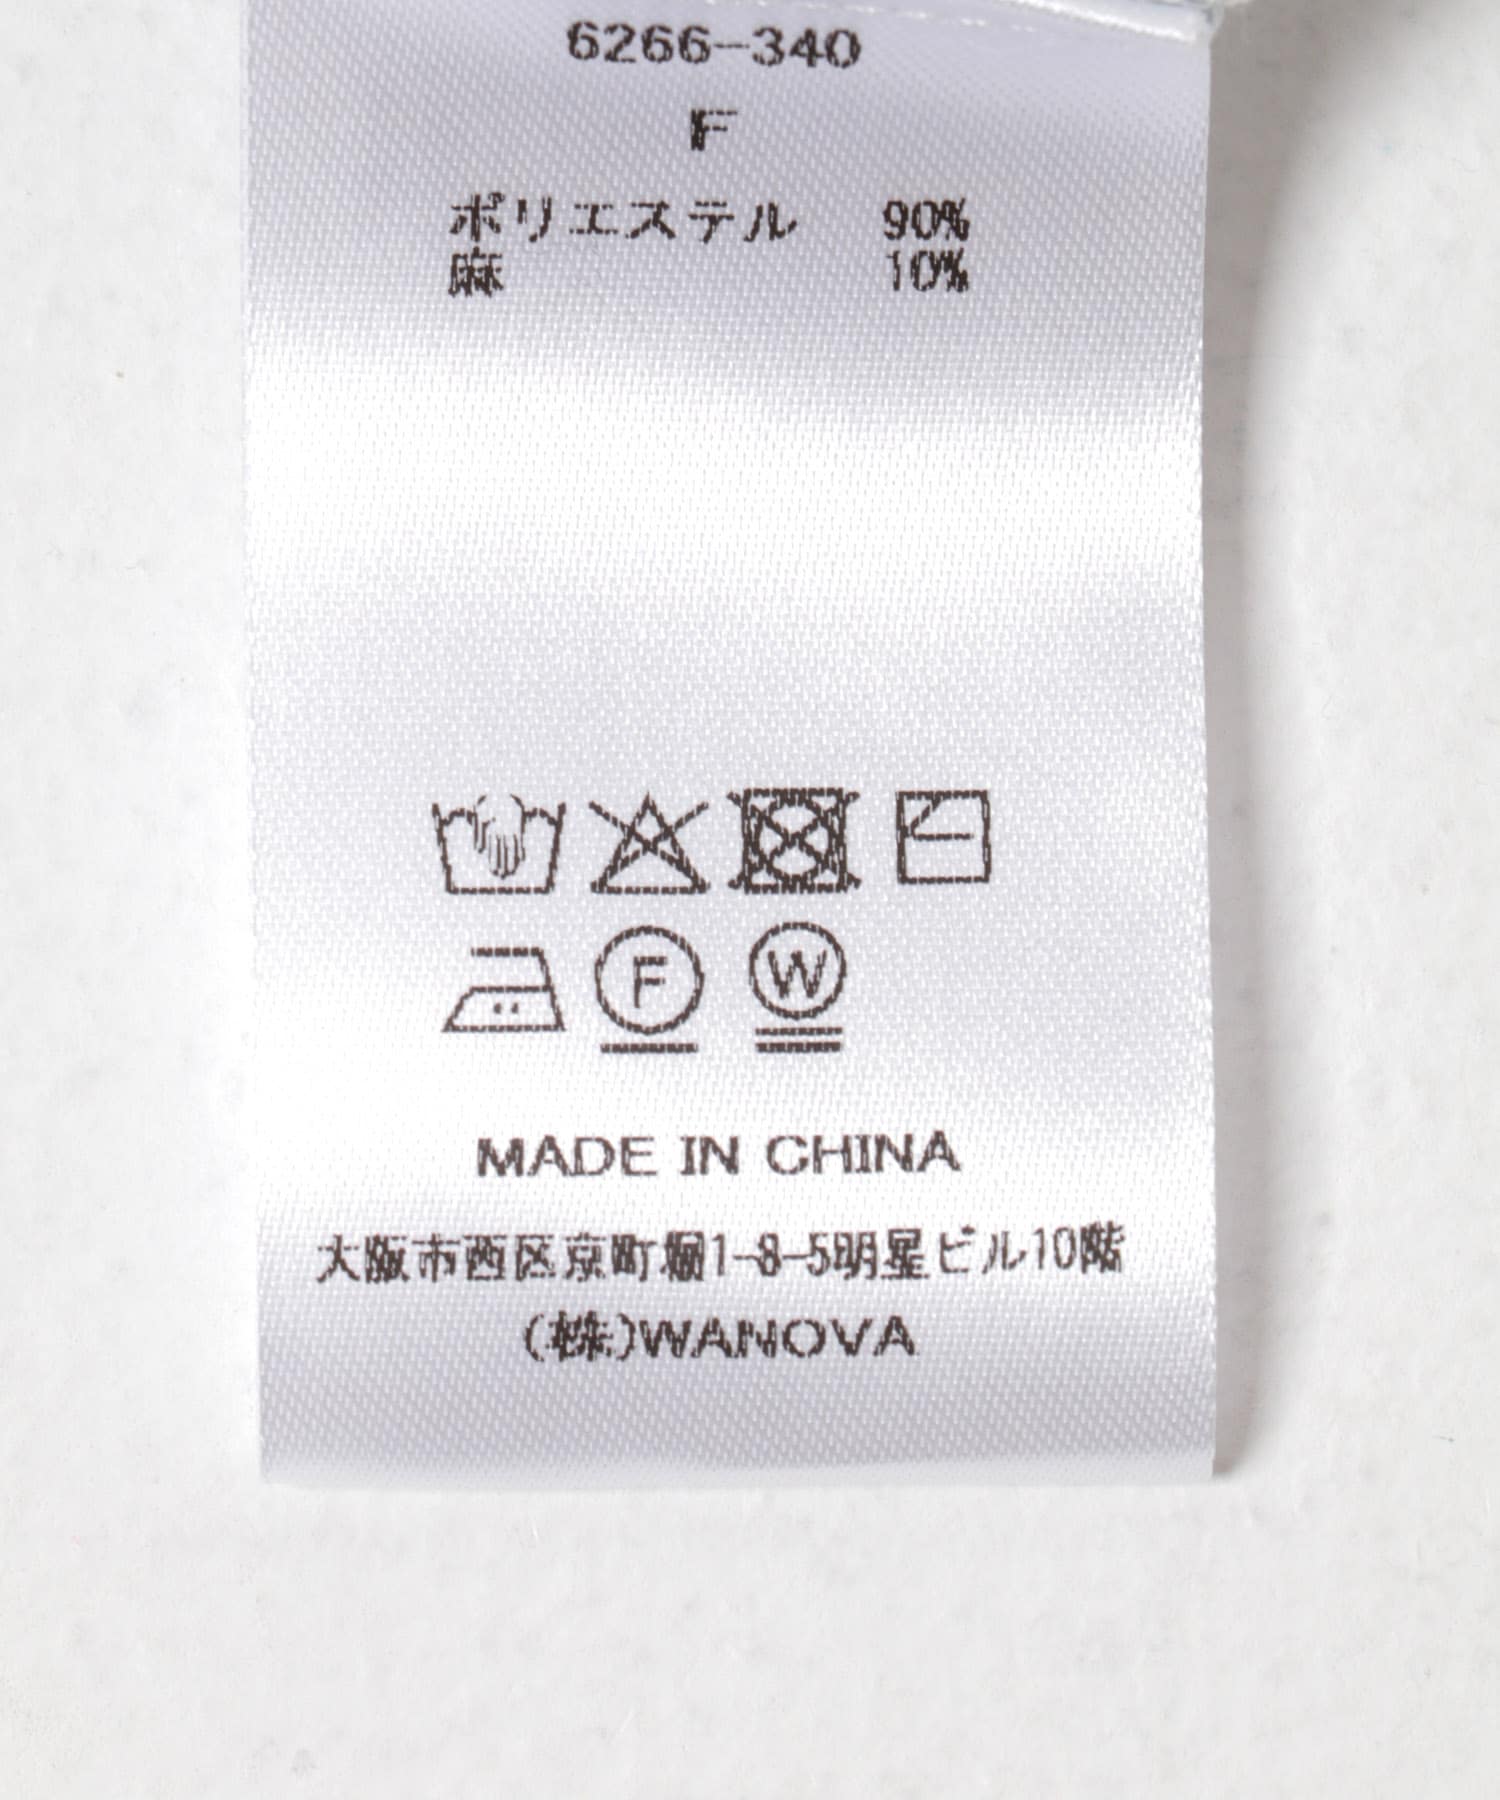 6266-340
F
ポリエステル 90%
麻 10%
F W
MADE IN CHINA
大阪市西区京町堀1-8-5明星ビル10階
(株)WANOVA